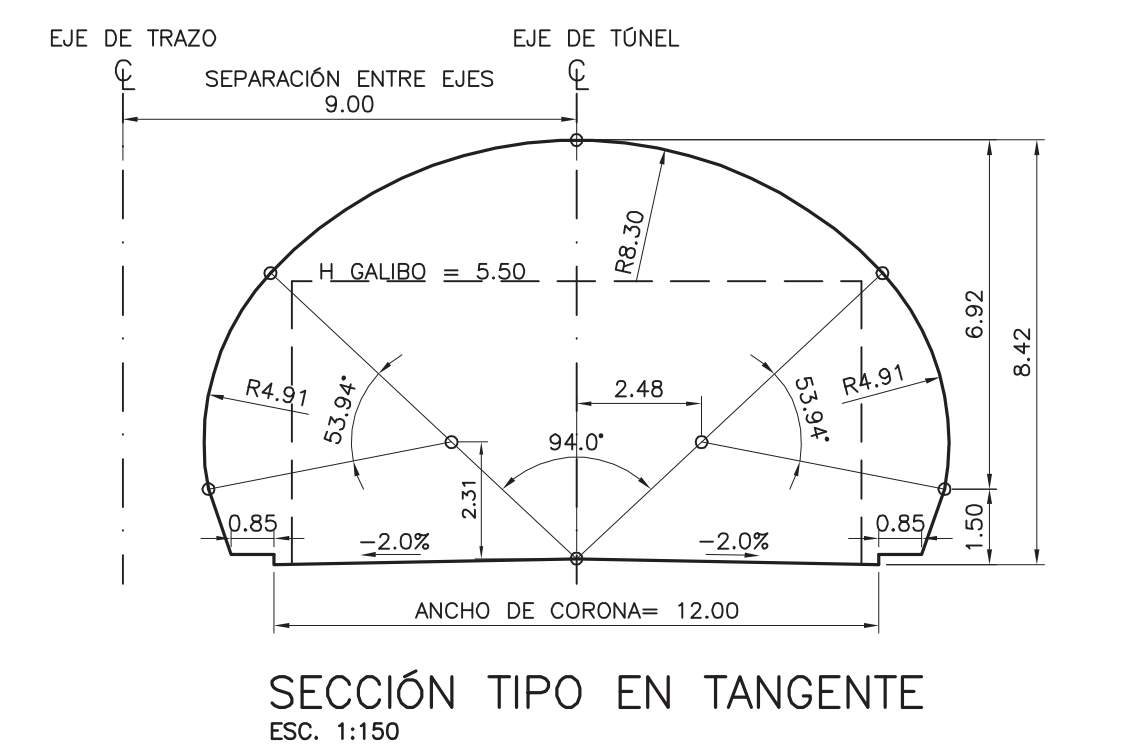 EJE DE TRAZO
EJE DE TÚNEL
℄
℄
SEPARACIÓN ENTRE EJES
9.00
H GALIBO = 5.50
R8.30
6.92
8.42
R4.91
53.94°
2.48
53.94°
R4.91
94.0°
2.31
0.85
-2.0%
-2.0%
0.85
1.50
ANCHO DE CORONA= 12.00
SECCIÓN TIPO EN TANGENTE
ESC. 1:150